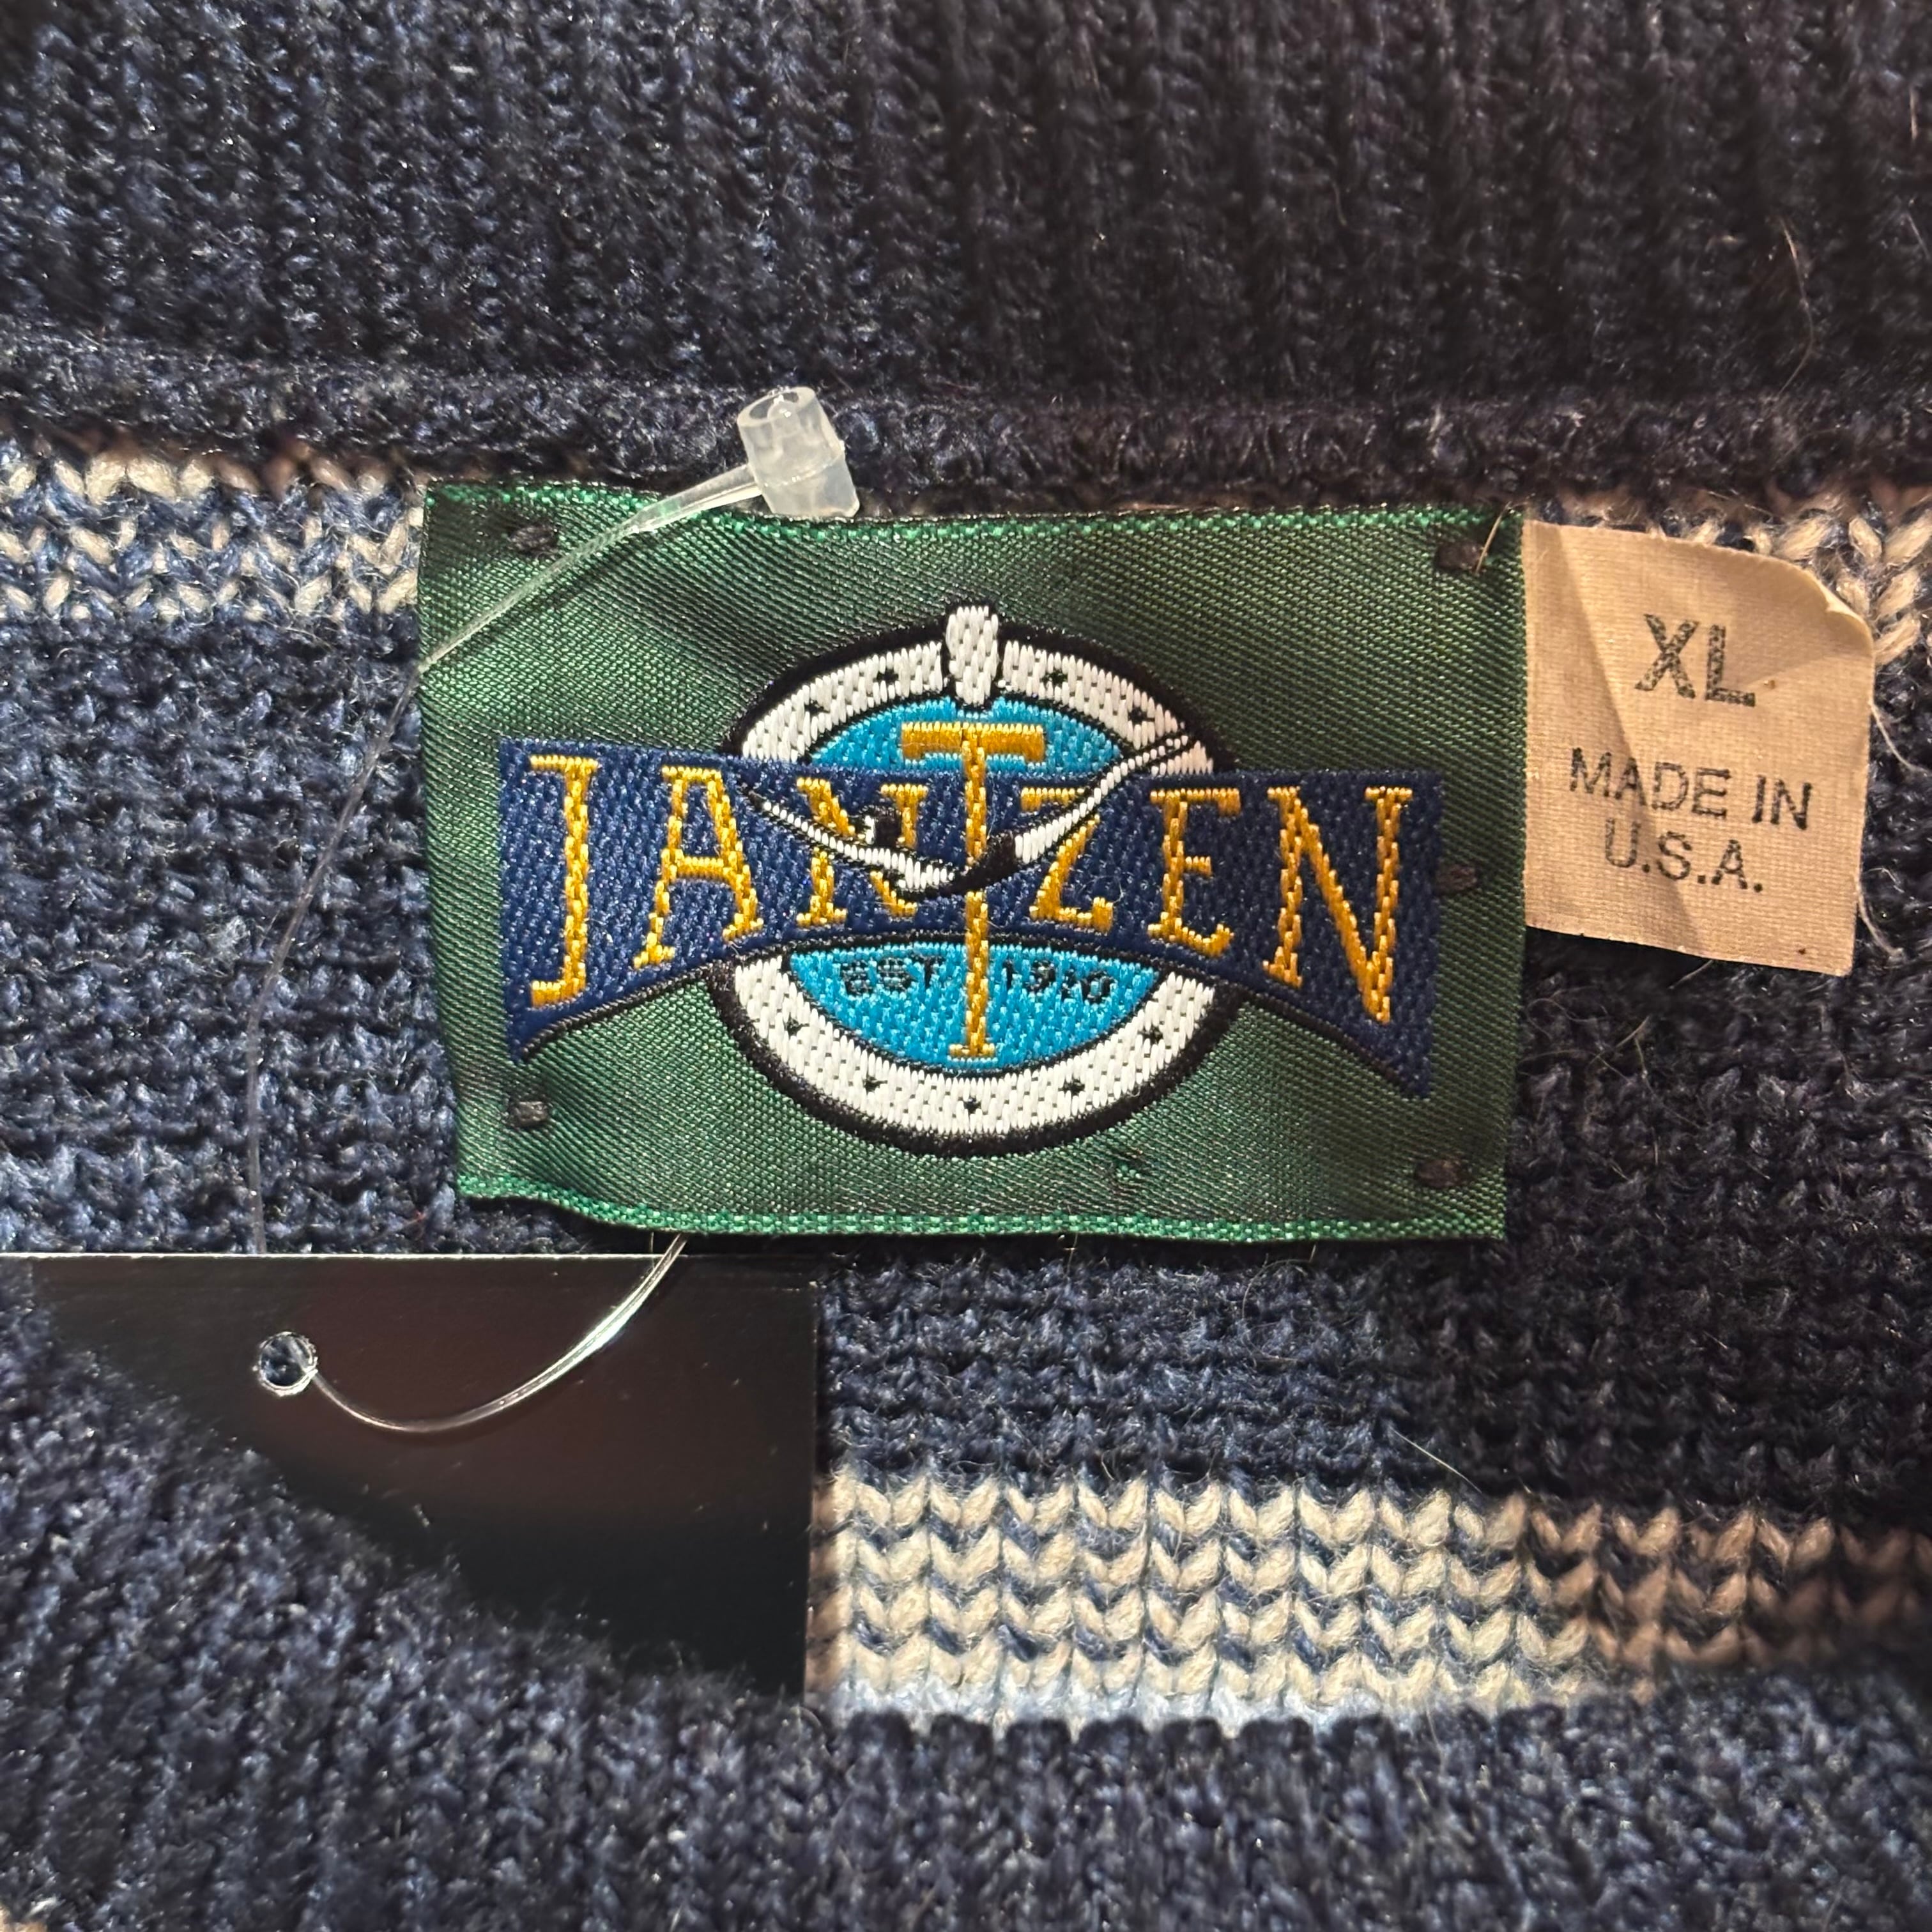 JANTZEN
EST 1910
XL
MADE IN
U.S.A.